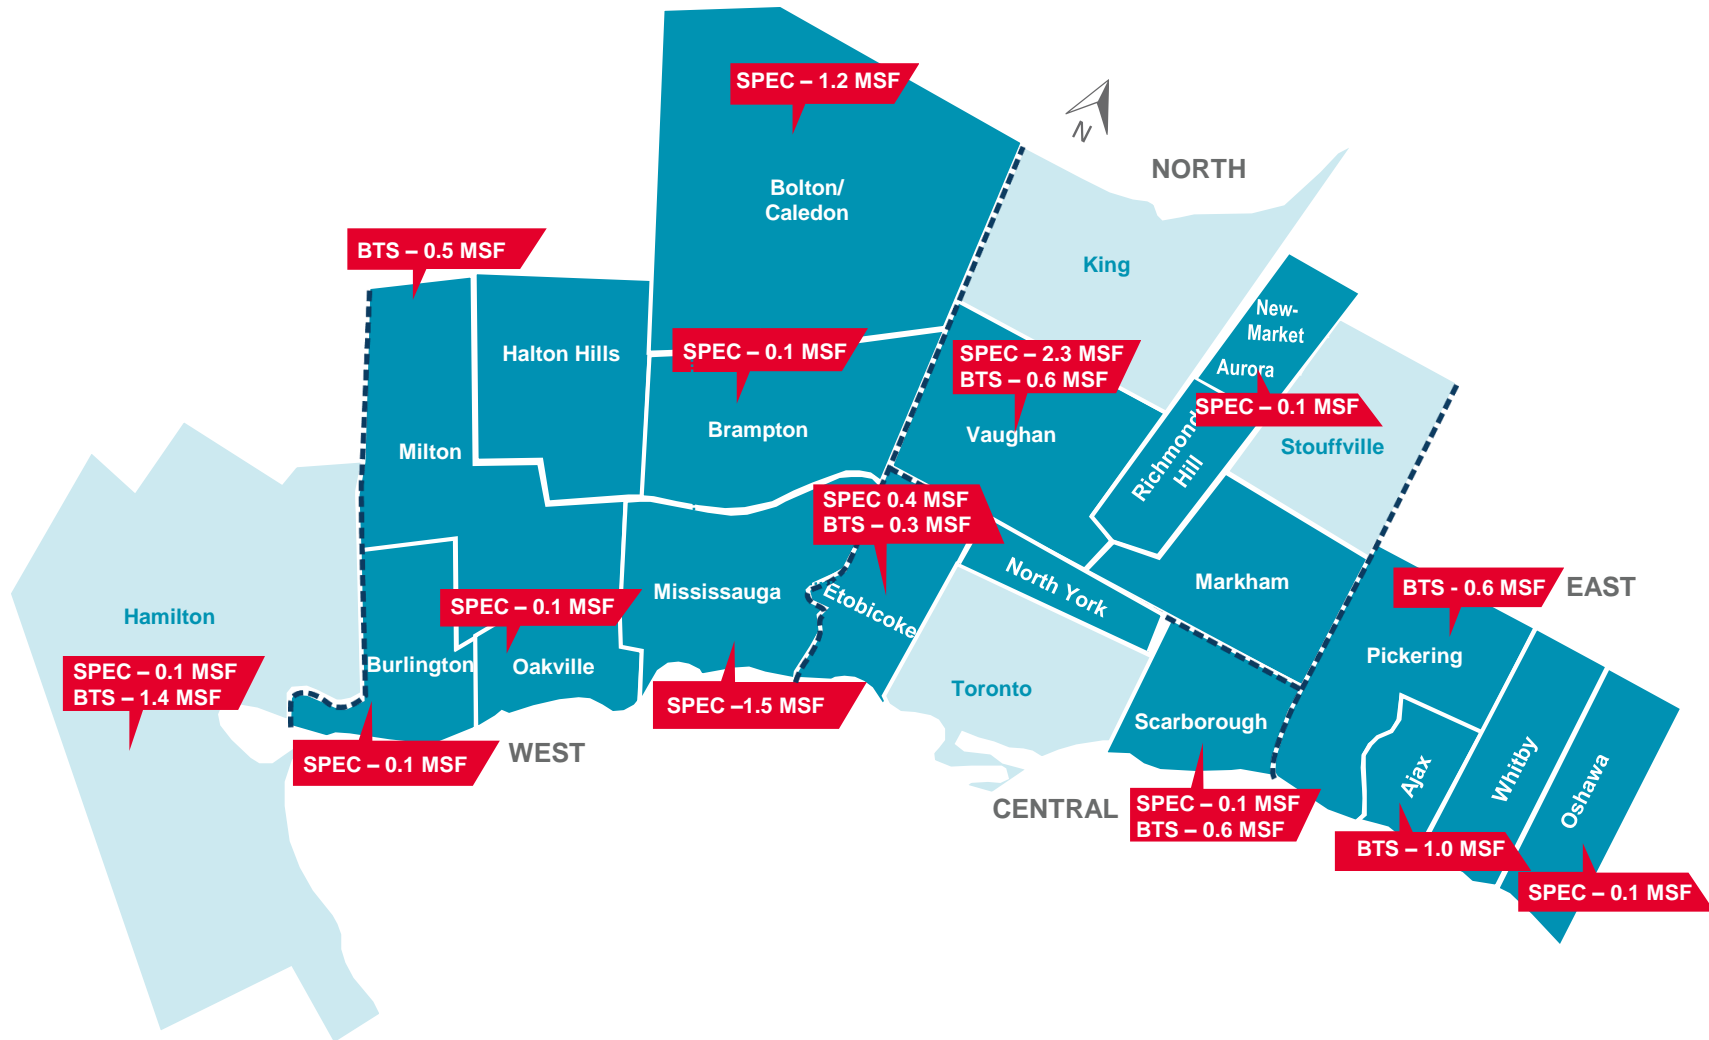 SPEC – 1.2 MSF
N
NORTH
Bolton/
Caledon
BTS – 0.5 MSF
King
New-
Market
Aurora
Halton Hills
SPEC – 0.1 MSF
SPEC – 2.3 MSF
BTS – 0.6 MSF
SPEC – 0.1 MSF
Brampton
Vaughan
Milton
Richmond
Hill
Stouffville
SPEC 0.4 MSF
BTS – 0.3 MSF
North York
Markham
Mississauga
Etobicoke
BTS - 0.6 MSF
EAST
SPEC – 0.1 MSF
Hamilton
Pickering
Burlington
Oakville
SPEC – 0.1 MSF
BTS – 1.4 MSF
Toronto
SPEC –1.5 MSF
Scarborough
WEST
SPEC – 0.1 MSF
Ajax
Whitby
Oshawa
CENTRAL
SPEC – 0.1 MSF
BTS – 0.6 MSF
BTS – 1.0 MSF
SPEC – 0.1 MSF